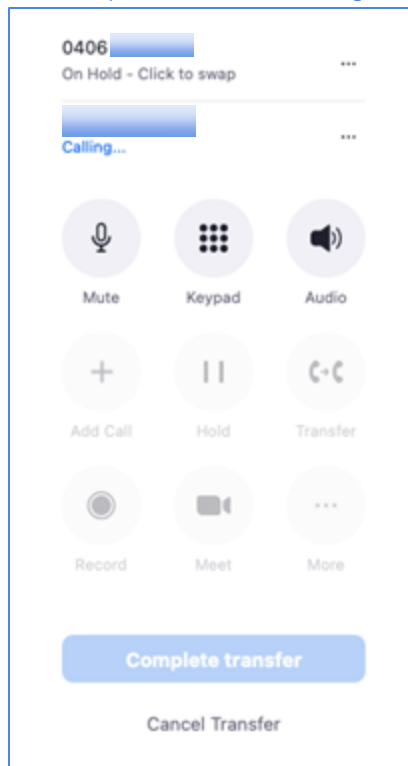 0406
On Hold - Click to swap
Calling...
Mute Keypad Audio
Add Call Hold Transfer
Record Meet More
Complete transfer
Cancel Transfer